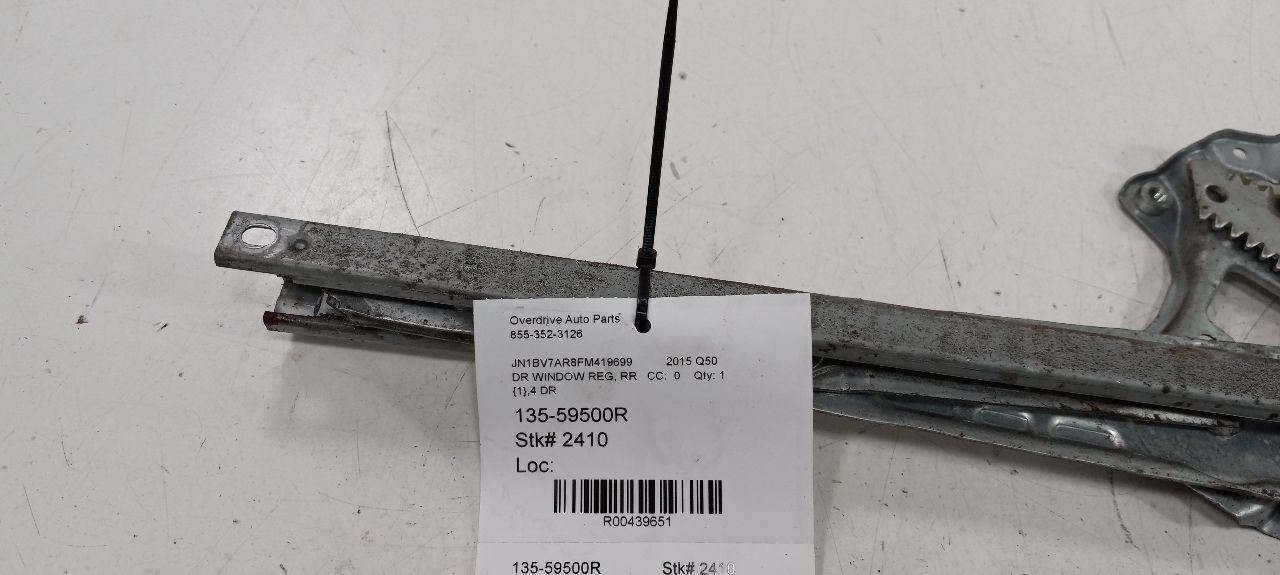 Overdrive Auto Parts
855-352-3126
JN1BV7AR8FM419699 2015 Q50
DR WINDOW REG, RR CC: 0 Qty: 1
{1},4 DR
135-59500R
Stk# 2410
Loc:
R00439651
135-59500R Stk# 2410